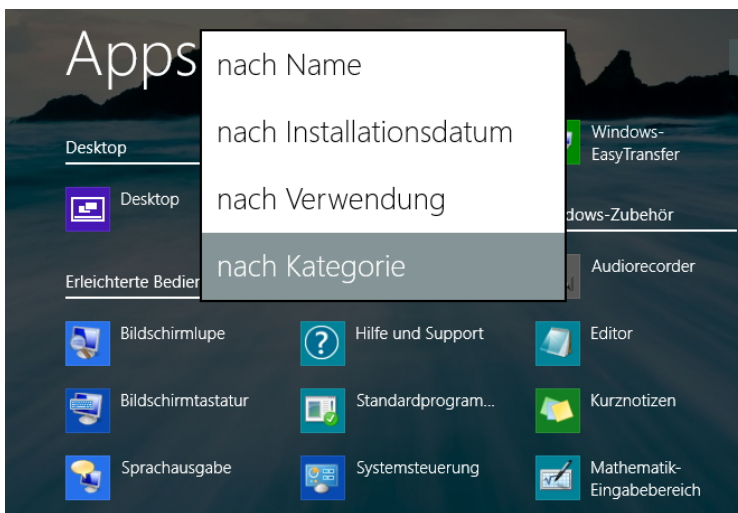 Apps
nach Name
nach Installationsdatum
nach Verwendung
nach Kategorie
Desktop
Desktop
Erleichterte Bedier
Bildschirmlupe
Bildschirmtastatur
Sprachausgabe
Hilfe und Support
Standardprogram...
Systemsteuerung
Windows-
EasyTransfer
dows-Zubehör
Audiorecorder
Editor
Kurznotizen
Mathematik-
Eingabebereich